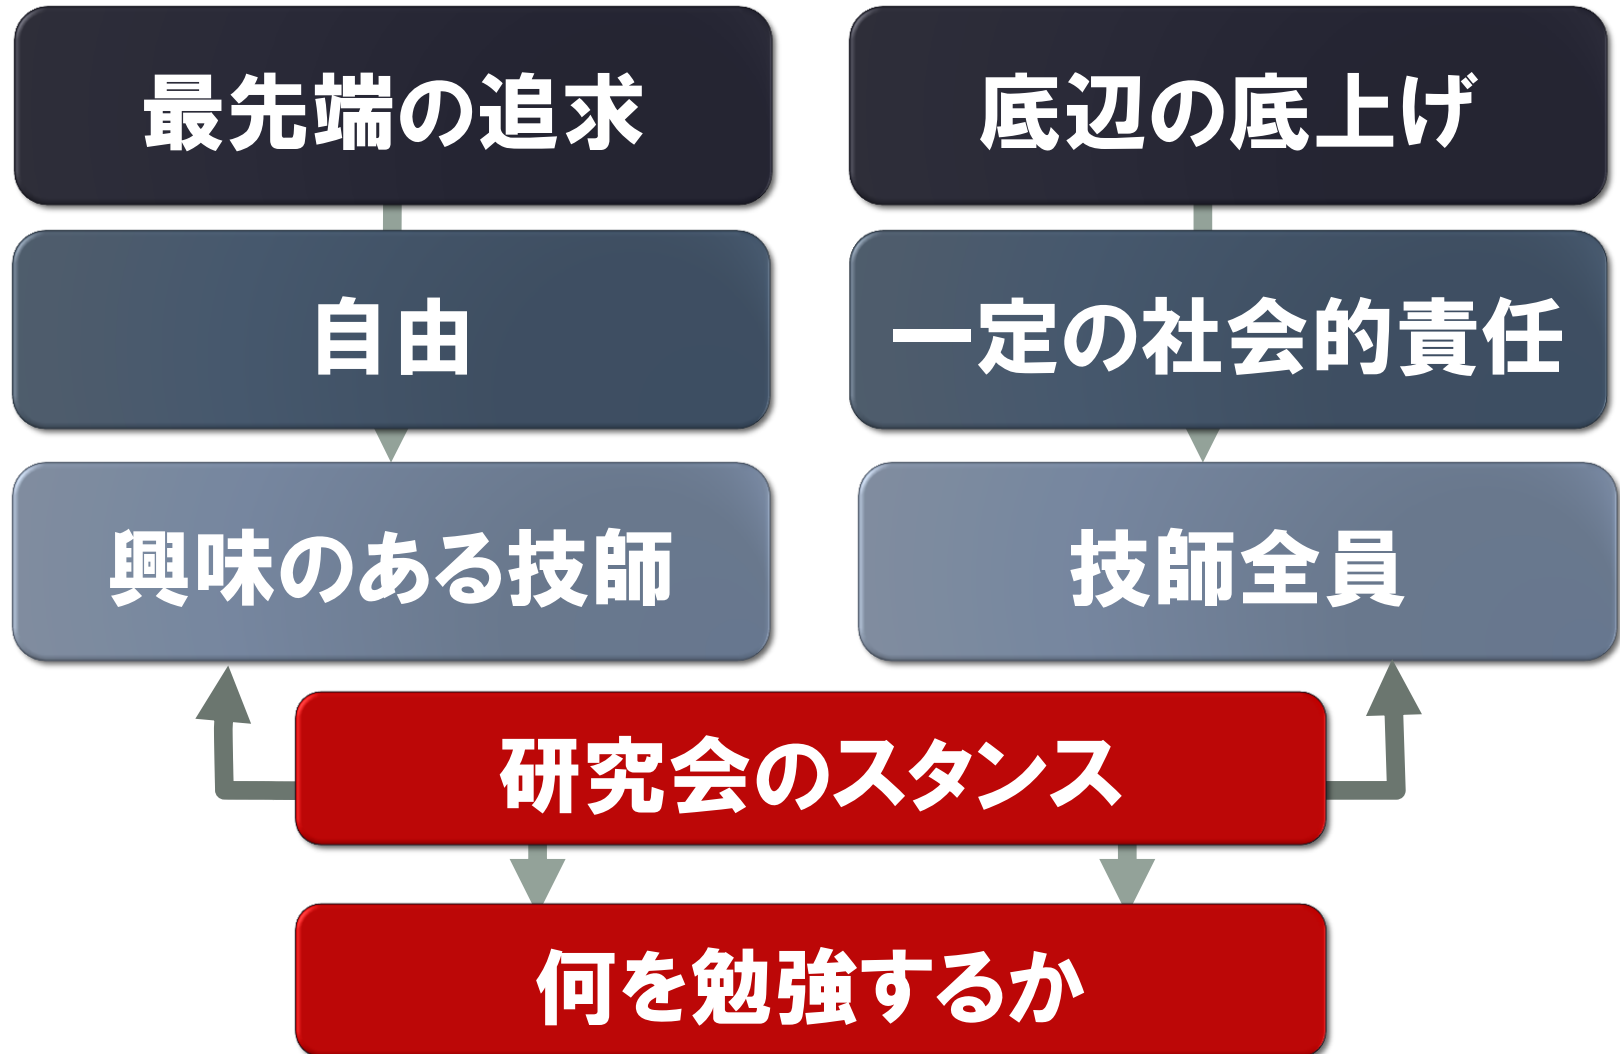 最先端の追求
底辺の底上げ
自由
一定の社会的責任
興味のある技師
技師全員
研究会のスタンス
何を勉強するか